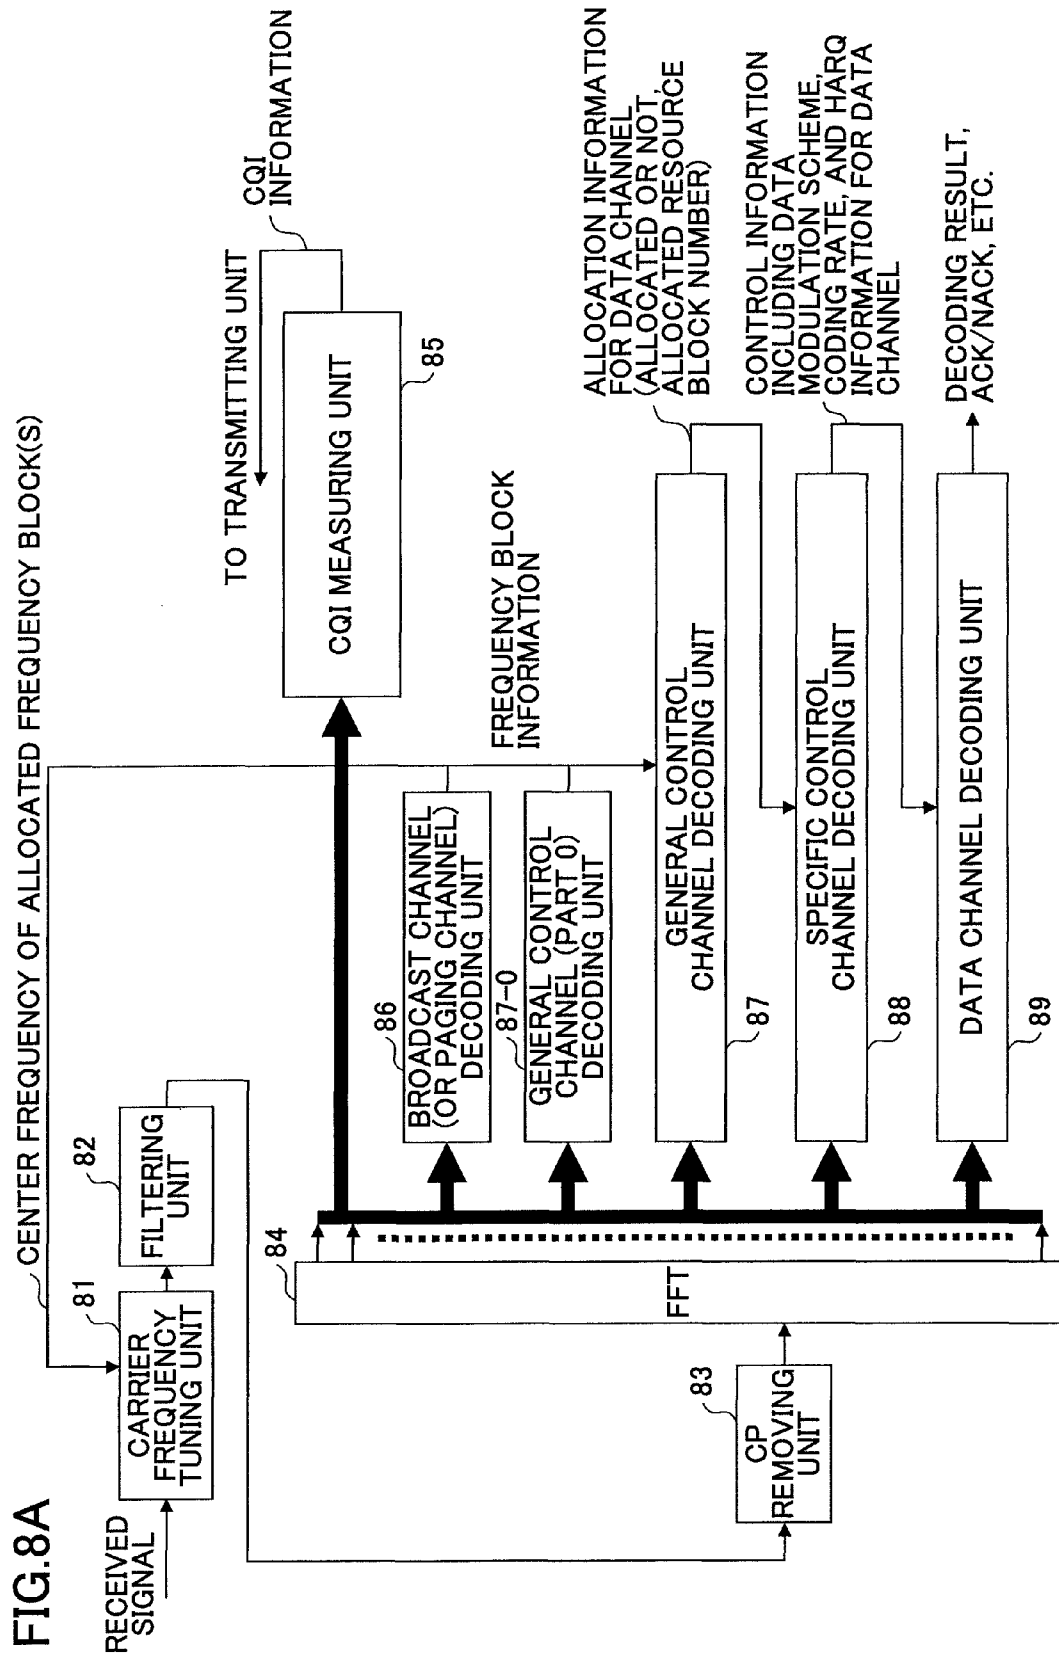 FIG.8A
CENTER FREQUENCY OF ALLOCATED FREQUENCY BLOCK(S)
RECEIVED
SIGNAL
81
CARRIER
FREQUENCY
TUNING UNIT
82
FILTERING
UNIT
83
CP
REMOVING
UNIT
84
FFT
TO TRANSMITTING UNIT
CQI
INFORMATION
CQI MEASURING UNIT
85
86
BROADCAST CHANNEL
(OR PAGING CHANNEL)
DECODING UNIT
87-0
GENERAL CONTROL
CHANNEL (PART 0)
DECODING UNIT
FREQUENCY BLOCK
INFORMATION
GENERAL CONTROL
CHANNEL DECODING UNIT
87
ALLOCATION INFORMATION
FOR DATA CHANNEL
(ALLOCATED OR NOT,
ALLOCATED RESOURCE
BLOCK NUMBER)
SPECIFIC CONTROL
CHANNEL DECODING UNIT
88
CONTROL INFORMATION
INCLUDING DATA
MODULATION SCHEME,
CODING RATE, AND HARQ
INFORMATION FOR DATA
CHANNEL
DATA CHANNEL DECODING UNIT
89
DECODING RESULT,
ACK/NACK, ETC.